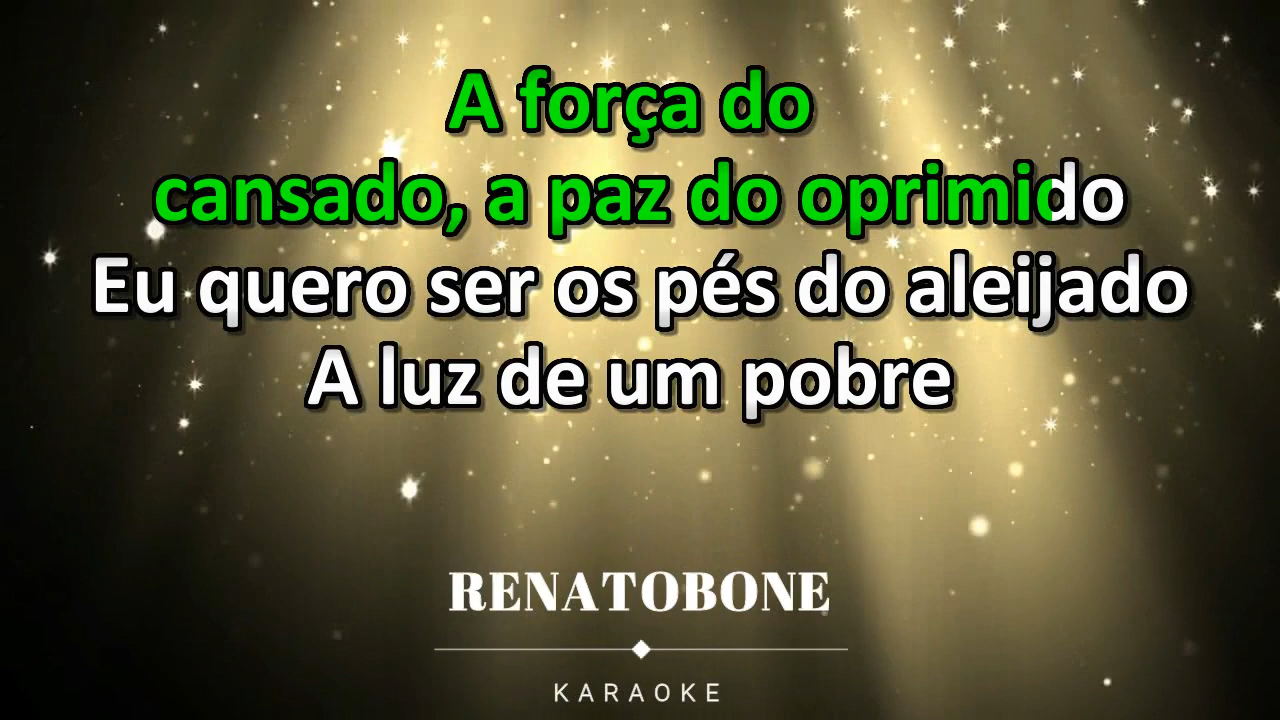 A força do
cansado, a paz do oprimido
Eu quero ser os pés do aleijado
A luz de um pobre
RENATOBONE
KARAOKE